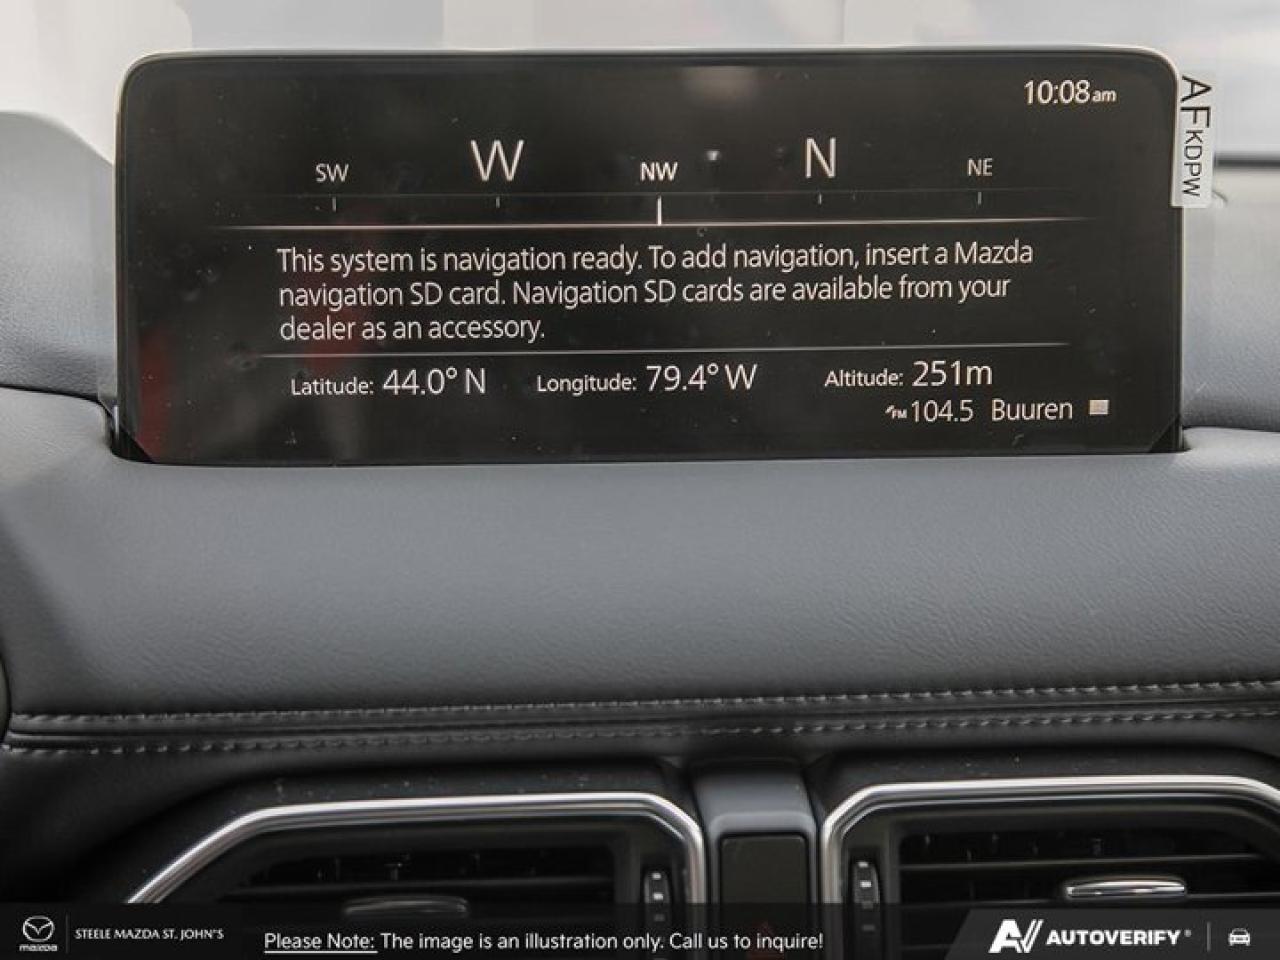 10:08am
SW W NW N NE
This system is navigation ready. To add navigation, insert a Mazda
navigation SD card. Navigation SD cards are available from your
dealer as an accessory.
Latitude: 44.0° N Longitude: 79.4° W Altitude: 251m
FM 104.5 Buuren
AFKDPW
mazda
STEELE MAZDA ST. JOHN'S
Please Note: The image is an illustration only. Call us to inquire!
AV AUTOVERIFY